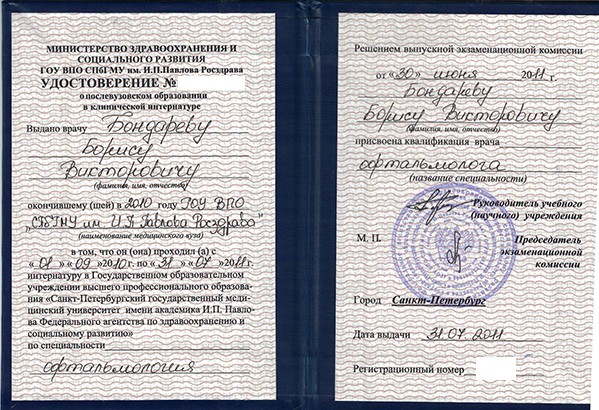 МИНИСТЕРСТВО ЗДРАВООХРАНЕНИЯ И
СОЦИАЛЬНОГО РАЗВИТИЯ
ГОУ ВПО СПбГМУ им. И.П.Павлова Росздрава
УДОСТОВЕРЕНИЕ №
о послевузовском образовании
в клинической интернатуре
Выдано врачу Бондареву
Борису
Викторовичу
(фамилия, имя, отчество)
окончившему (шей) в 2010 году ГОУ ВПО
„СПбГМУ им И.П Павлова Росздрава"
(наименование медицинского вуза)
в том, что он (она) проходил (а) с
« 01 » « 09 » 2010 г. по « 31 » « 07 » 2011 г.
интернатуру в Государственном образовательном
учреждении высшего профессионального образова-
ния «Санкт-Петербургский государственный меди-
цинский университет имени академика И.П. Павло-
ва Федерального агентства по здравоохранению и
социальному развитию»
по специальности
офтальмология
Решением выпускной экзаменационной комиссии
от « 30 » июня 2011 г.
Бондареву
Борису Викторовичу
(фамилия, имя, отчество)
присвоена квалификация врача
офтальмолога
(название специальности)
Руководитель учебного
(научного) учреждения
М. П.
Председатель
экзаменационной
комиссии
Город Санкт-Петербург
Дата выдачи 31.07.2011
Регистрационный номер